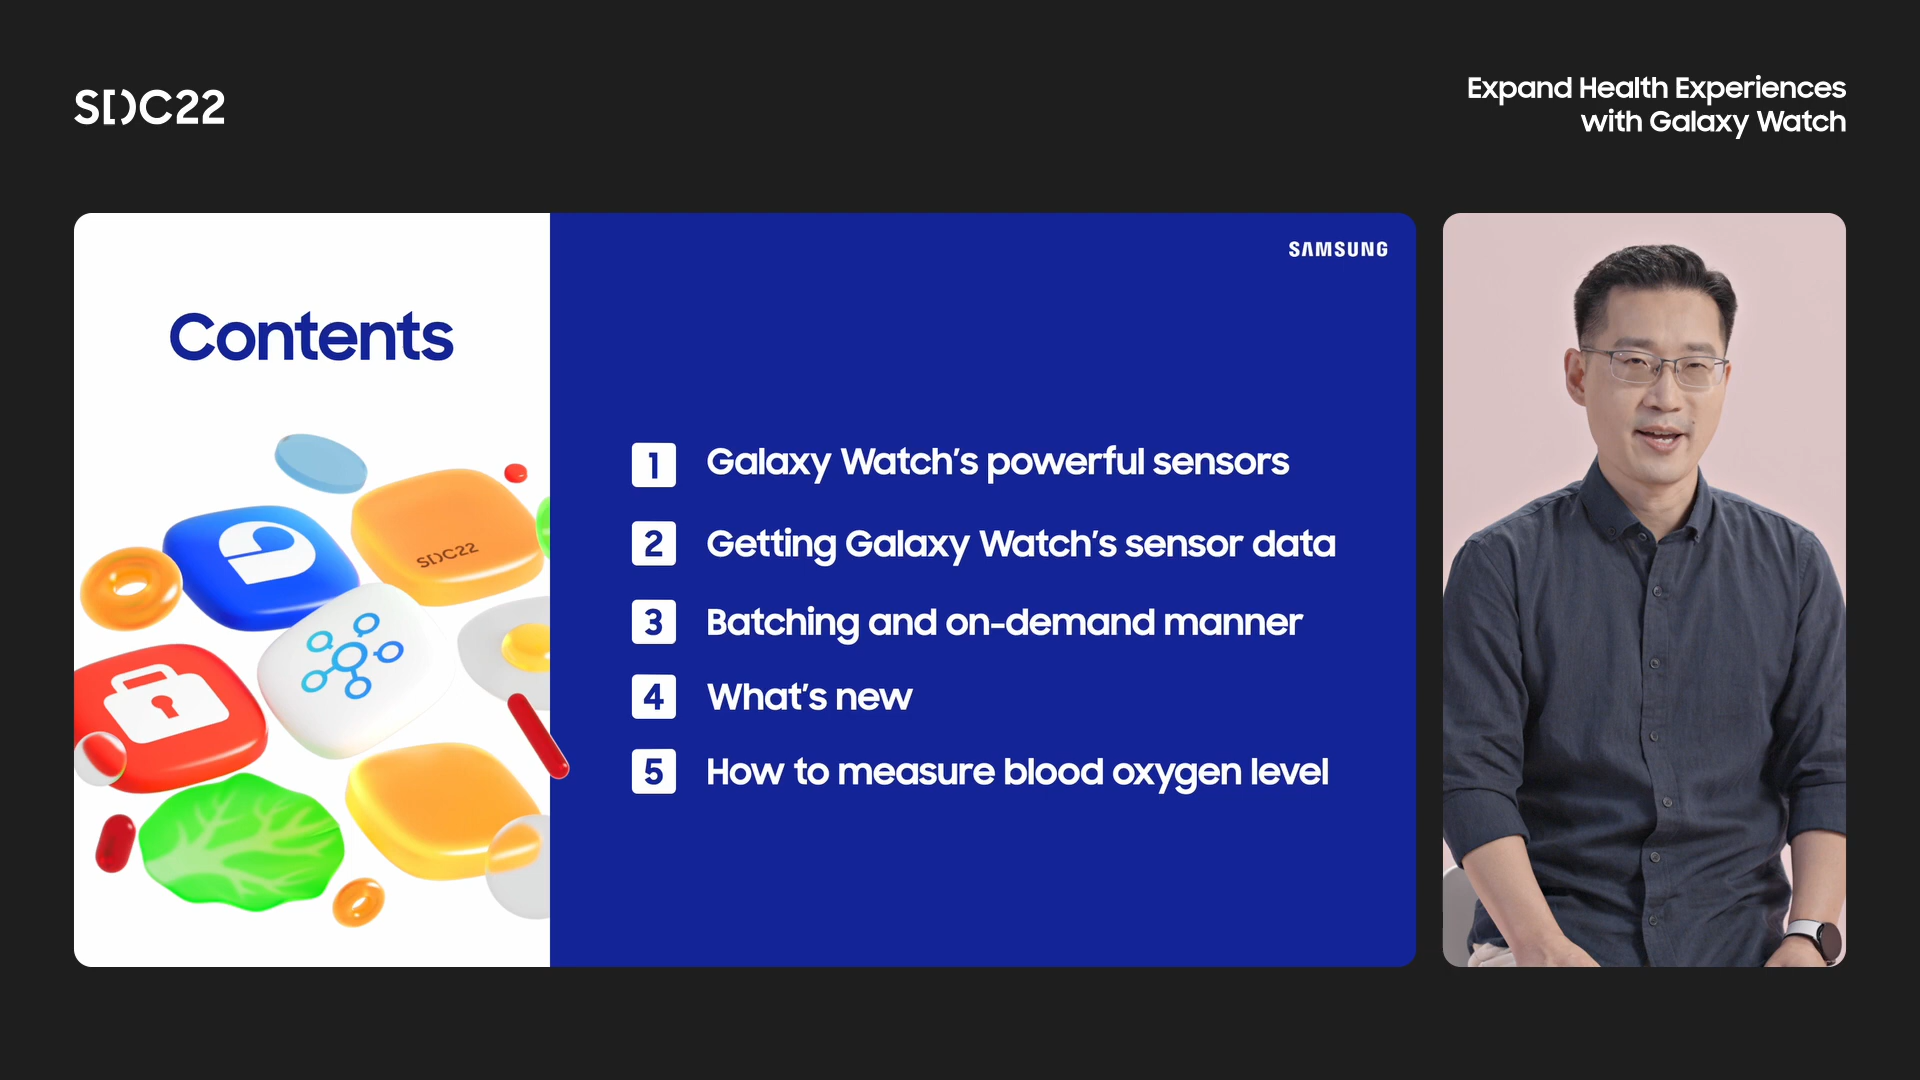 SDC22
Expand Health Experiences
with Galaxy Watch
Contents
SDC22
SAMSUNG
1 Galaxy Watch's powerful sensors
2 Getting Galaxy Watch's sensor data
3 Batching and on-demand manner
4 What's new
5 How to measure blood oxygen level